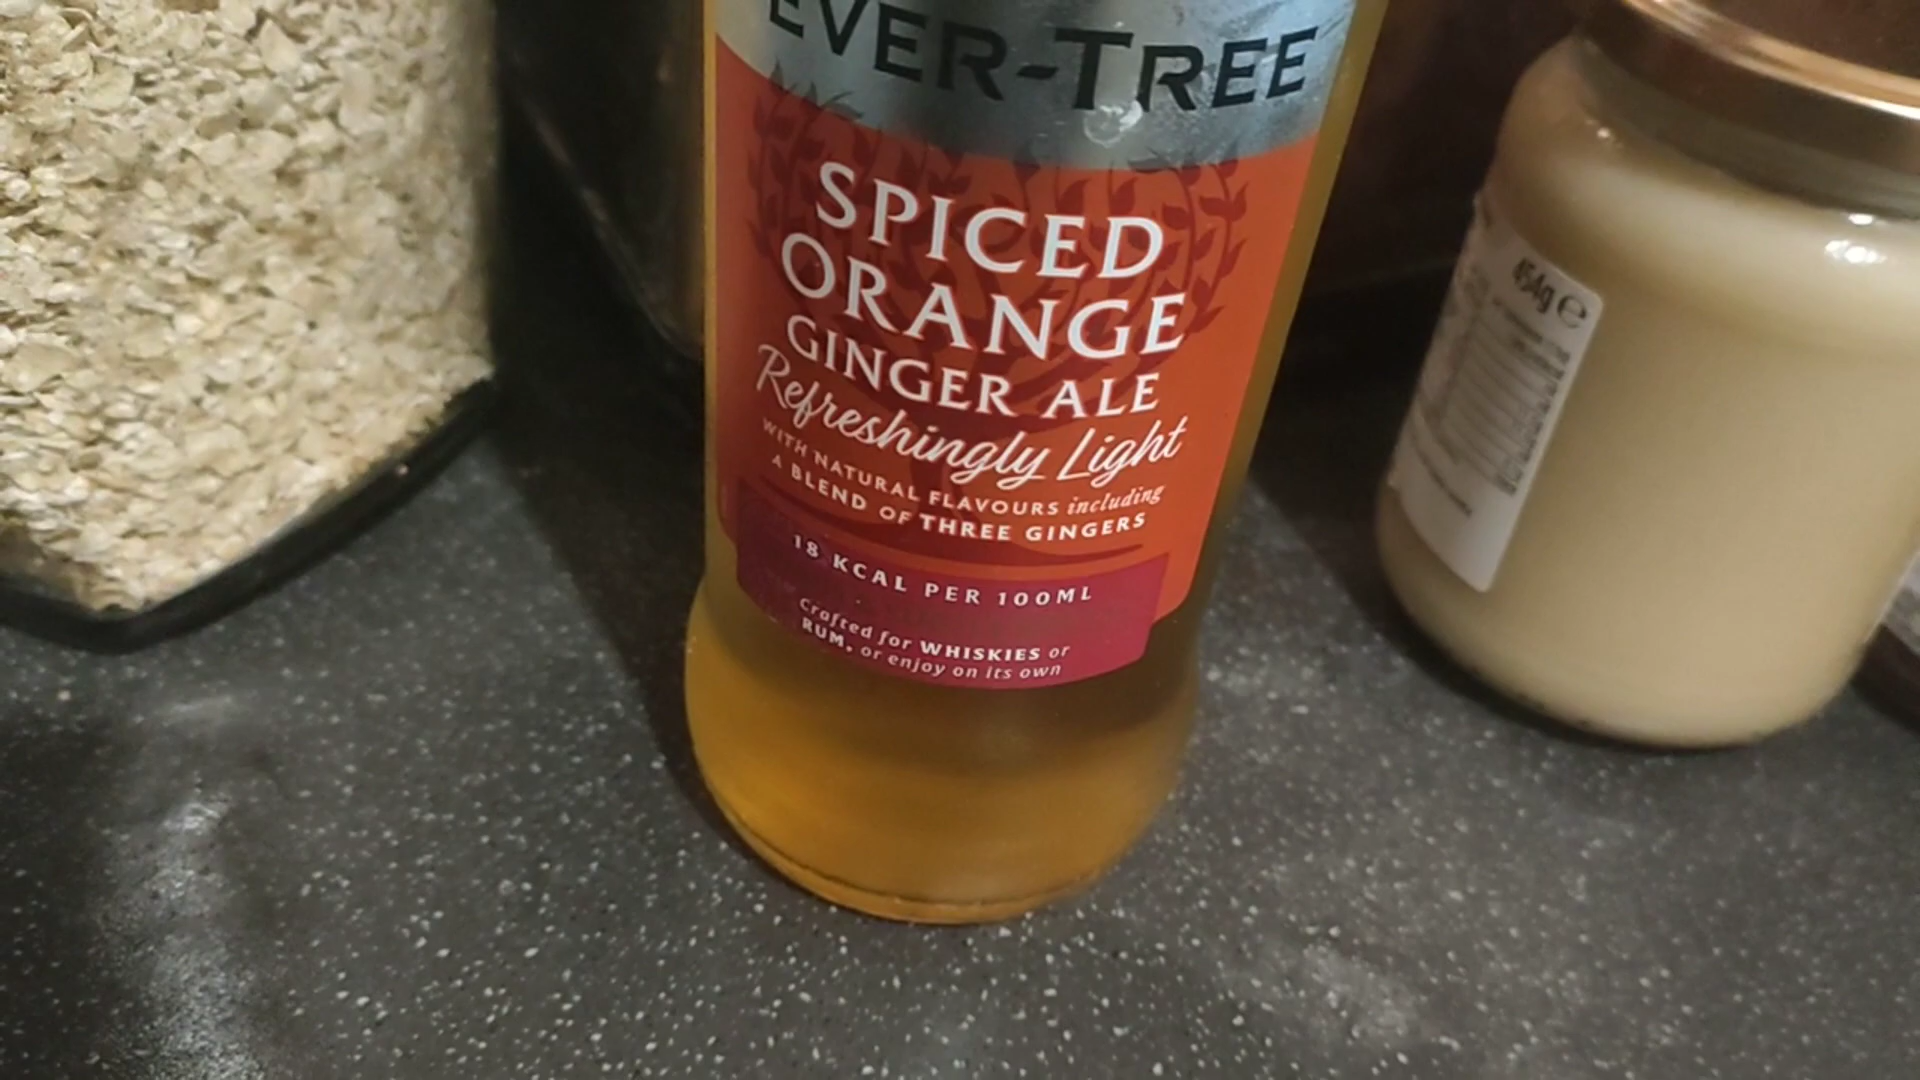 EVER-TREE
SPICED
ORANGE
GINGER ALE
Refreshingly Light
WITH NATURAL FLAVOURS including
A BLEND OF THREE GINGERS
18 KCAL PER 100ML
Crafted for WHISKIES or
RUM, or enjoy on its own
454g ℮